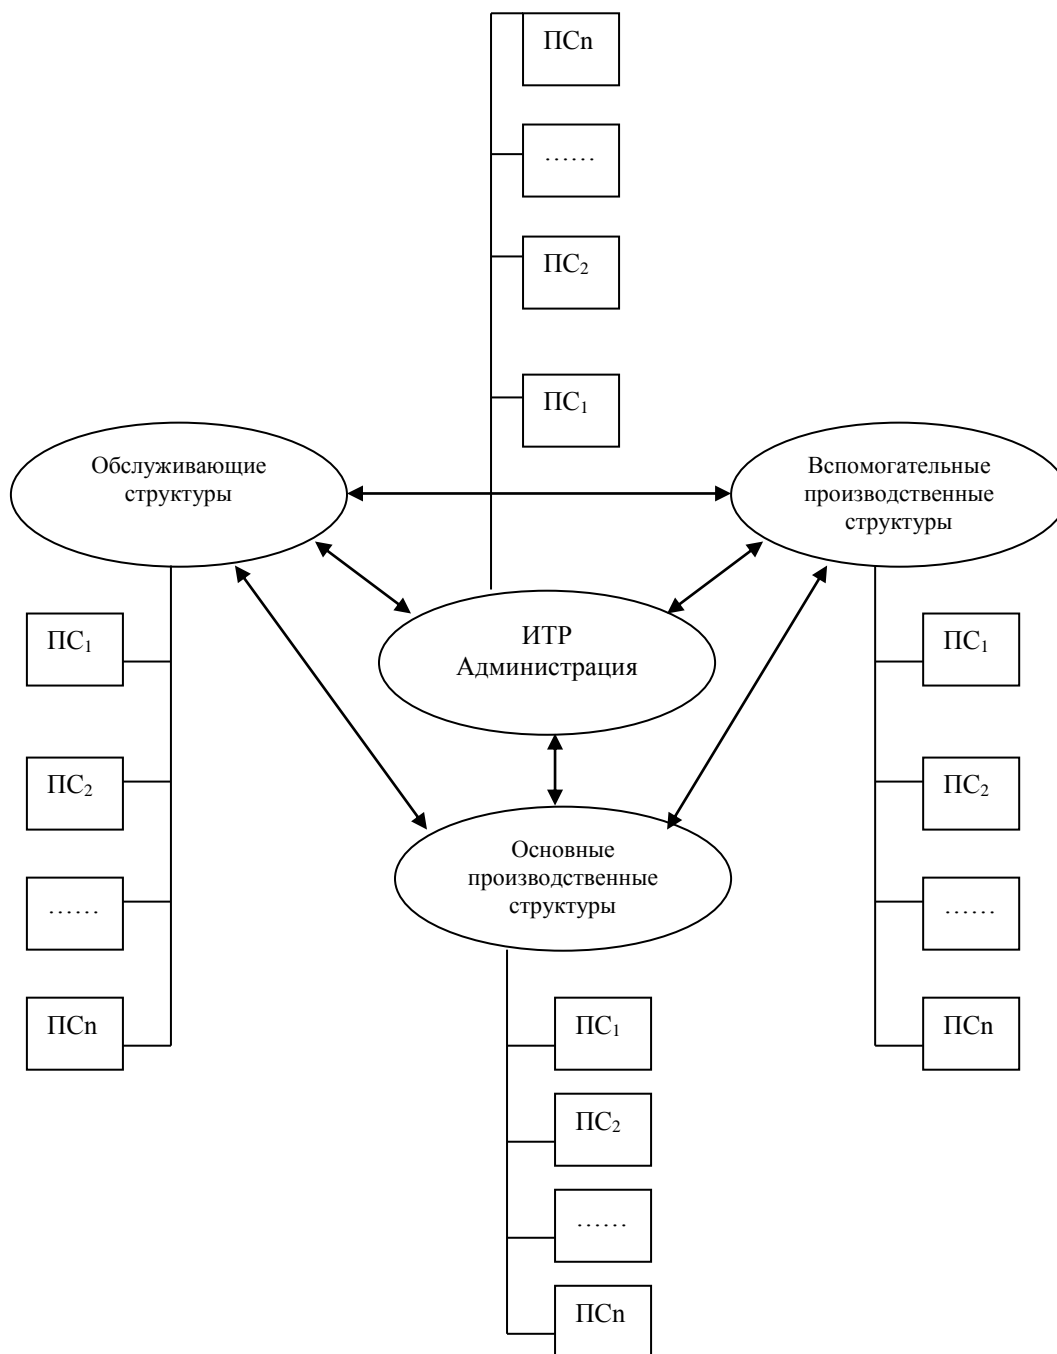 ПСn
……
ПС₂
ПС₁
Обслуживающие
структуры
Вспомогательные
производственные
структуры
ИТР
Администрация
ПС₁
ПС₂
……
ПСn
ПС₁
ПС₂
……
ПСn
Основные
производственные
структуры
ПС₁
ПС₂
……
ПСn